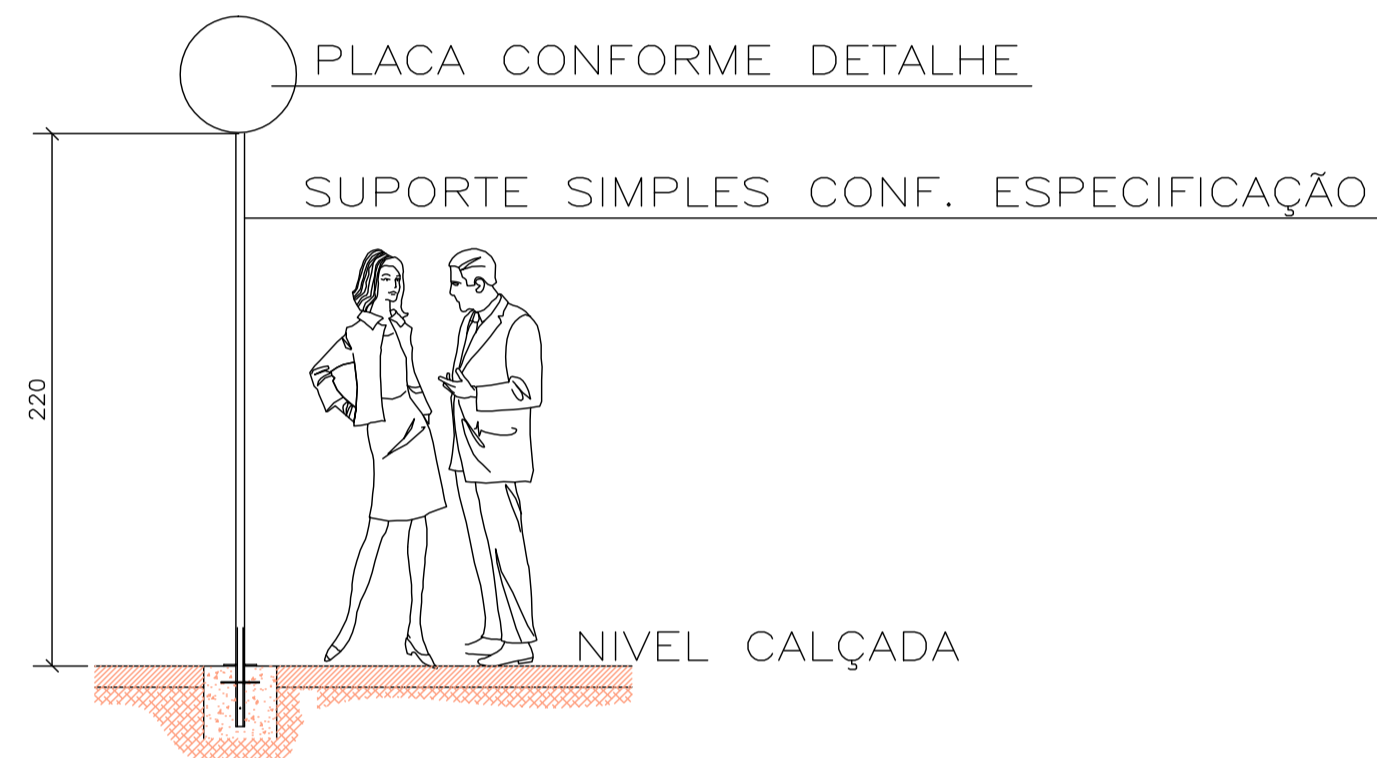 PLACA CONFORME DETALHE
SUPORTE SIMPLES CONF. ESPECIFICAÇÃO
220
NIVEL CALÇADA